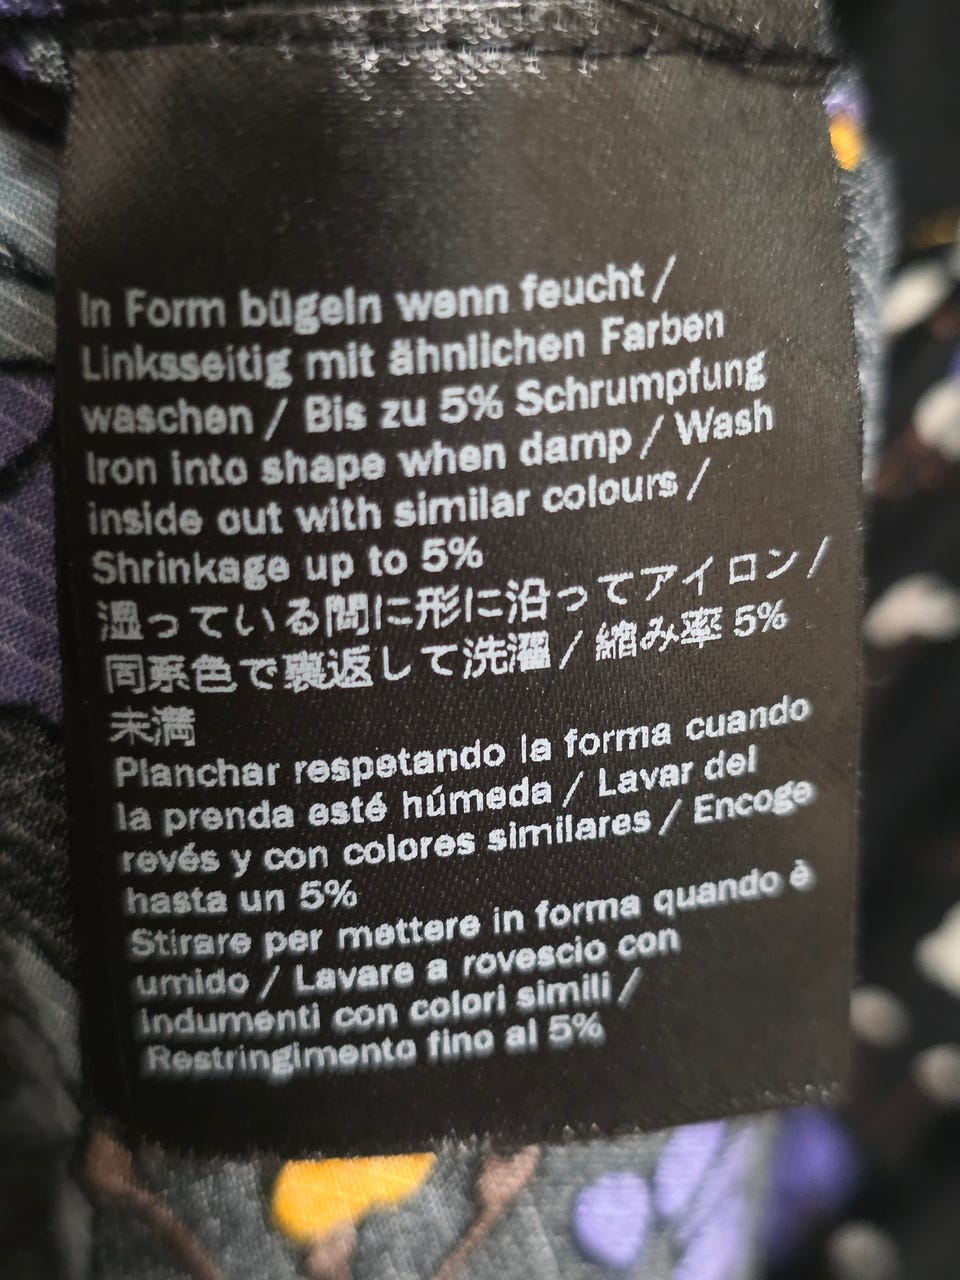 In Form bügeln wenn feucht /
Linksseitig mit ähnlichen Farben
waschen / Bis zu 5% Schrumpfung
Iron into shape when damp / Wash
inside out with similar colours /
Shrinkage up to 5%
湿っている間に形に沿ってアイロン /
同系色で裏返して洗濯 / 縮み率 5%
未満
Planchar respetando la forma cuando
la prenda esté húmeda / Lavar del
revés y con colores similares / Encoge
hasta un 5%
Stirare per mettere in forma quando è
umido / Lavare a rovescio con
indumenti con colori simili /
Restringimento fino al 5%